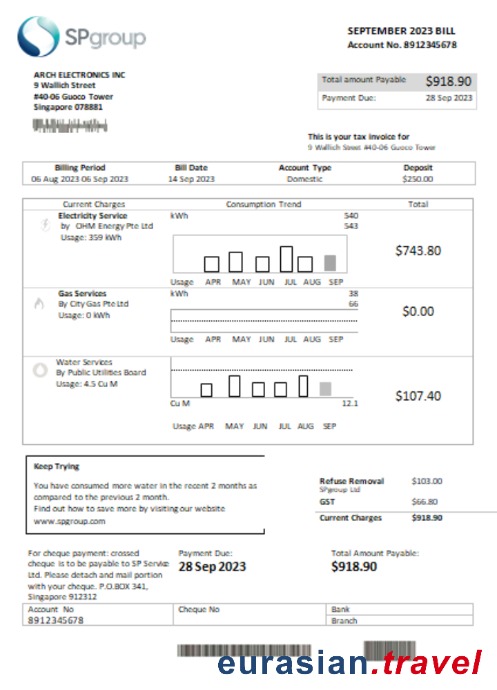 SPgroup
SEPTEMBER 2023 BILL
Account No. 8912345678
ARCH ELECTRONICS INC
9 Wallich Street
#40-06 Guoco Tower
Singapore 078881
Total amount Payable $918.90
Payment Due: 28 Sep 2023
This is your tax invoice for
9 Wallich Street #40-06 Guoco Tower
Billing Period Bill Date Account Type Deposit
06 Aug 2023 06 Sep 2023 14 Sep 2023 Domestic $250.00
Current Charges Consumption Trend Total
Electricity Service kWh 540
by OHM Energy Pte Ltd 543
Usage: 359 kWh
$743.80
Usage APR MAY JUN JUL AUG SEP
Gas Services kWh 38
By City Gas Pte Ltd 66
Usage: 0 kWh
$0.00
Usage APR MAY JUN JUL AUG SEP
Water Services
By Public Utilities Board
Usage: 4.5 Cu M
$107.40
Cu M 12.1
Usage APR MAY JUN JUL AUG SEP
Keep Trying
You have consumed more water in the recent 2 months as
compared to the previous 2 month.
Find out how to save more by visiting our website
www.spgroup.com
Refuse Removal $103.00
SPgroup Ltd
GST $66.80
Current Charges $918.90
For cheque payment: crossed
cheque is to be payable to SP Service
Ltd. Please detach and mail portion
with your cheque. P.O.BOX 341,
Singapore 912312
Payment Due:
28 Sep 2023
Total Amount Payable:
$918.90
Account No Cheque No Bank
8912345678 Branch
eurasian.travel